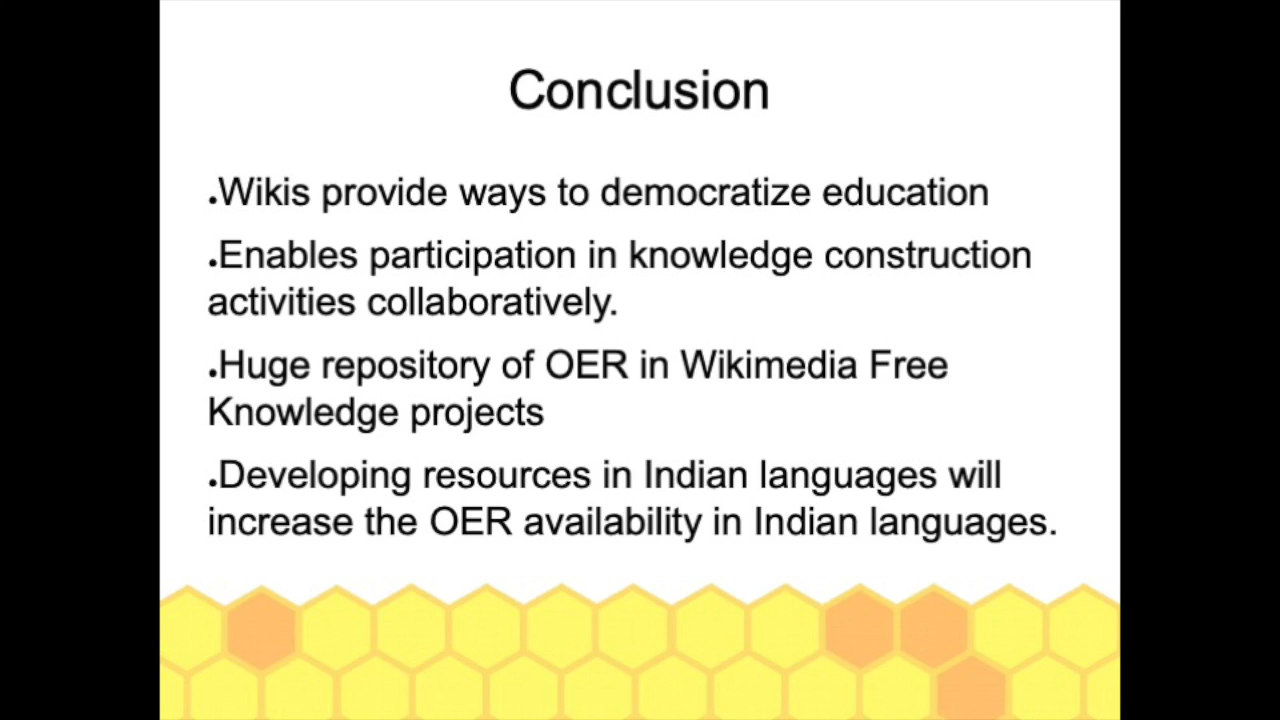 Conclusion
.Wikis provide ways to democratize education
.Enables participation in knowledge construction
activities collaboratively.
.Huge repository of OER in Wikimedia Free
Knowledge projects
.Developing resources in Indian languages will
increase the OER availability in Indian languages.